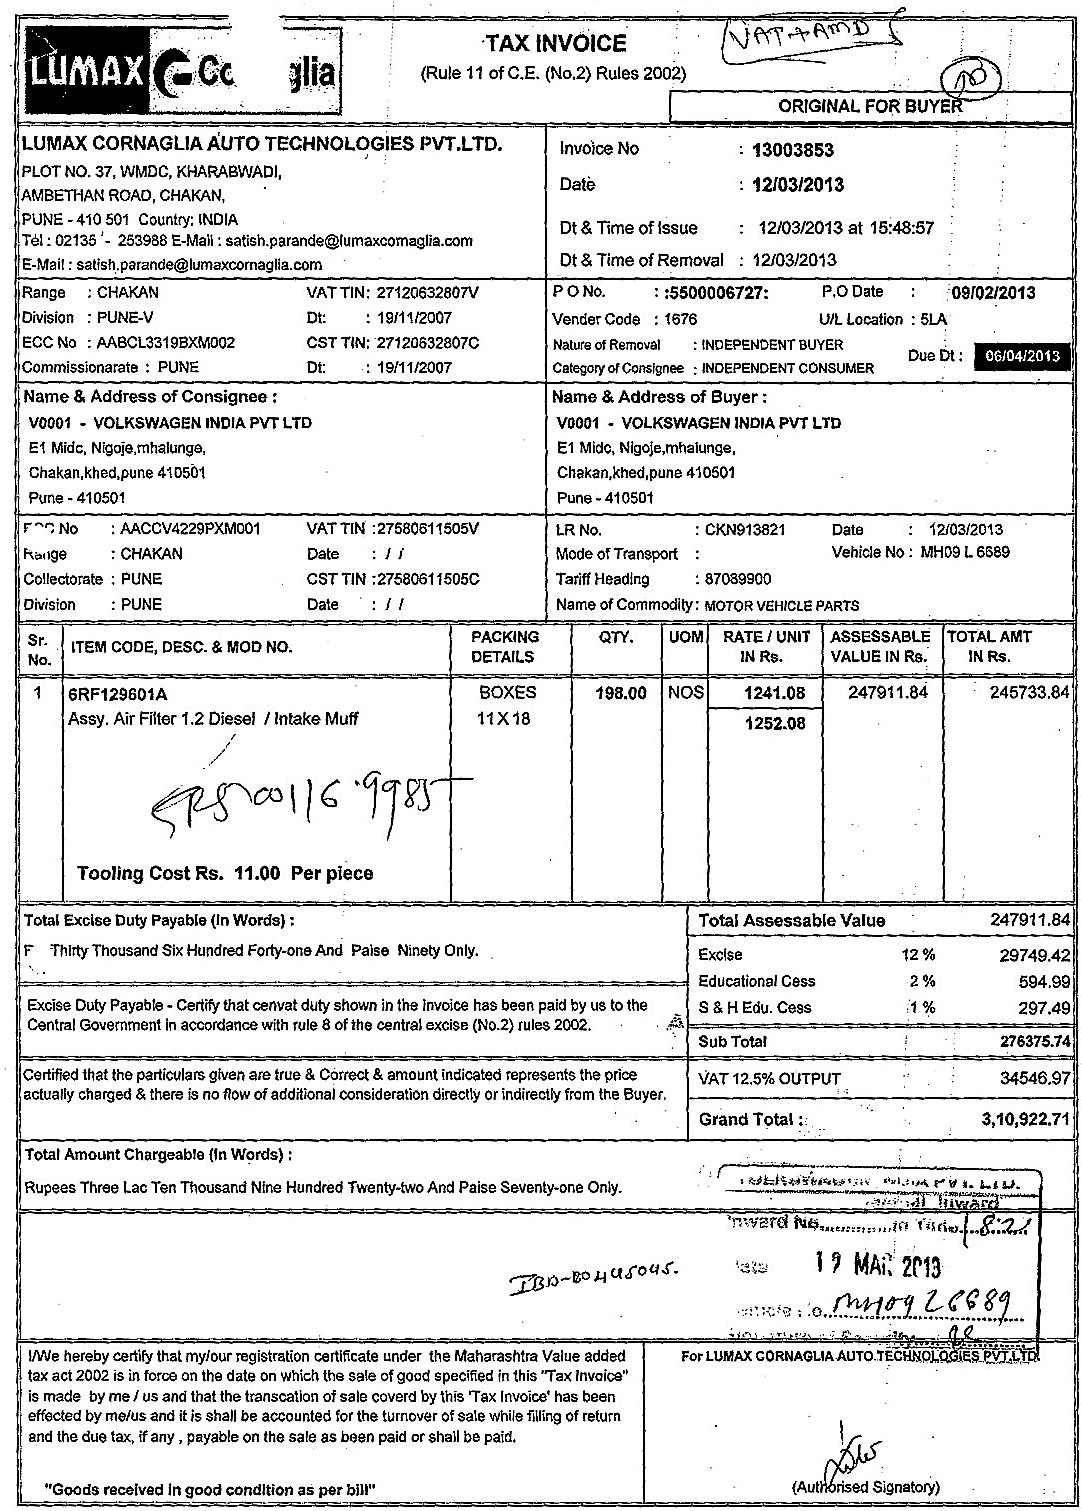 VAT + AMD
LUMAX Co glia
TAX INVOICE
(Rule 11 of C.E. (No.2) Rules 2002)
ORIGINAL FOR BUYER
LUMAX CORNAGLIA AUTO TECHNOLOGIES PVT.LTD.
PLOT NO. 37, WMDC, KHARABWADI,
AMBETHAN ROAD, CHAKAN,
PUNE - 410 501 Country: INDIA
Tel : 02135 - 253988 E-Mail : satish.parande@lumaxcornaglia.com
E-Mail : satish.parande@lumaxcornaglia.com
Invoice No : 13003853
Date : 12/03/2013
Dt & Time of Issue : 12/03/2013 at 15:48:57
Dt & Time of Removal : 12/03/2013
Range : CHAKAN VAT TIN: 27120632807V
Division : PUNE-V Dt: : 19/11/2007
ECC No : AABCL3319BXM002 CST TIN: 27120632807C
Commissionarate : PUNE Dt: : 19/11/2007
P O No. : :5500006727: P.O Date : 09/02/2013
Vender Code : 1676 U/L Location : 5LA
Nature of Removal : INDEPENDENT BUYER
Category of Consignee : INDEPENDENT CONSUMER
Due Dt : 06/04/2013
Name & Address of Consignee :
V0001 - VOLKSWAGEN INDIA PVT LTD
E1 Midc, Nigoje,mhalunge,
Chakan,khed,pune 410501
Pune - 410501
Name & Address of Buyer :
V0001 - VOLKSWAGEN INDIA PVT LTD
E1 Midc, Nigoje,mhalunge,
Chakan,khed,pune 410501
Pune - 410501
No : AACCV4229PXM001 VAT TIN :27580611505V
Range : CHAKAN Date : / /
Collectorate : PUNE CST TIN :27580611505C
Division : PUNE Date : / /
LR No. : CKN913821 Date : 12/03/2013
Mode of Transport : Vehicle No : MH09 L 6689
Tariff Heading : 87089900
Name of Commodity : MOTOR VEHICLE PARTS
Sr. No. ITEM CODE, DESC. & MOD NO. PACKING DETAILS QTY. UOM RATE / UNIT IN Rs. ASSESSABLE VALUE IN Rs. TOTAL AMT IN Rs.
1 6RF129601A BOXES 198.00 NOS 1241.08 247911.84 245733.84
Assy. Air Filter 1.2 Diesel / Intake Muff 11 X 18 1252.08
Tooling Cost Rs. 11.00 Per piece
Total Excise Duty Payable (In Words) :
Thirty Thousand Six Hundred Forty-one And Paise Ninety Only.
Excise Duty Payable - Certify that cenvat duty shown in the invoice has been paid by us to the
Central Government in accordance with rule 8 of the central excise (No.2) rules 2002.
Certified that the particulars given are true & Correct & amount indicated represents the price
actually charged & there is no flow of additional consideration directly or indirectly from the Buyer.
Total Assessable Value 247911.84
Excise 12 % 29749.42
Educational Cess 2 % 594.99
S & H Edu. Cess 1 % 297.49
Sub Total 276375.74
VAT 12.5% OUTPUT 34546.97
Grand Total : 3,10,922.71
Total Amount Chargeable (In Words) :
Rupees Three Lac Ten Thousand Nine Hundred Twenty-two And Paise Seventy-one Only.
Inward
Inward No.
19 MAR 2013
MH09 L6689
I/We hereby certify that my/our registration certificate under the Maharashtra Value added
tax act 2002 is in force on the date on which the sale of good specified in this "Tax Invoice"
is made by me / us and that the transcation of sale coverd by this 'Tax Invoice' has been
effected by me/us and it is shall be accounted for the turnover of sale while filling of return
and the due tax, if any , payable on the sale as been paid or shall be paid.
"Goods received in good condition as per bill"
For LUMAX CORNAGLIA AUTO TECHNOLOGIES PVT.LTD.
(Authorised Signatory)